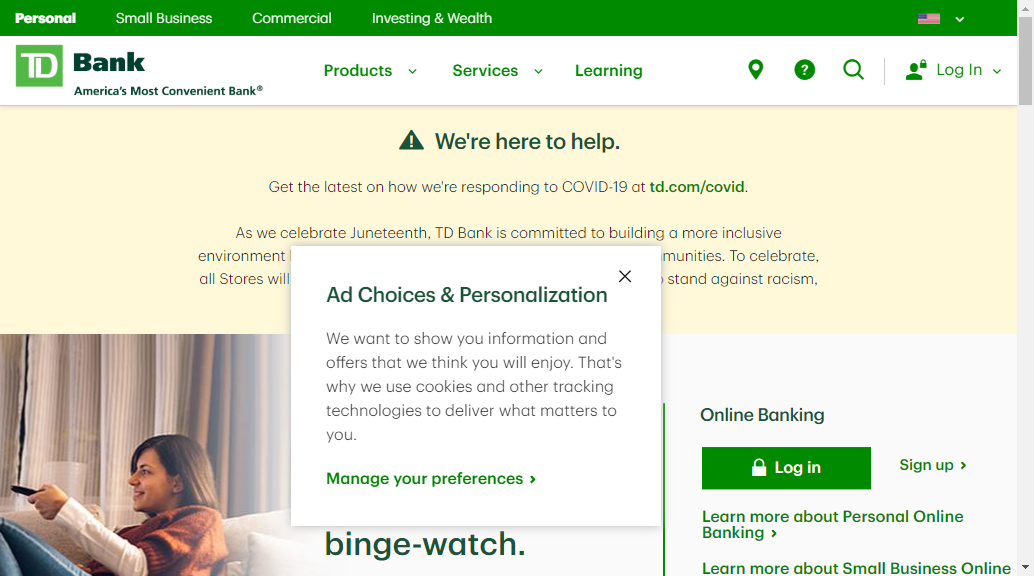 Personal Small Business Commercial Investing & Wealth
TD Bank
America's Most Convenient Bank®
Products Services Learning Log In
We're here to help.
Get the latest on how we're responding to COVID-19 at td.com/covid.
As we celebrate Juneteenth, TD Bank is committed to building a more inclusive
environment munities. To celebrate,
all Stores will stand against racism,
Ad Choices & Personalization
We want to show you information and
offers that we think you will enjoy. That's
why we use cookies and other tracking
technologies to deliver what matters to
you.
Manage your preferences ›
binge-watch.
Online Banking
Log in
Sign up ›
Learn more about Personal Online
Banking ›
Learn more about Small Business Online